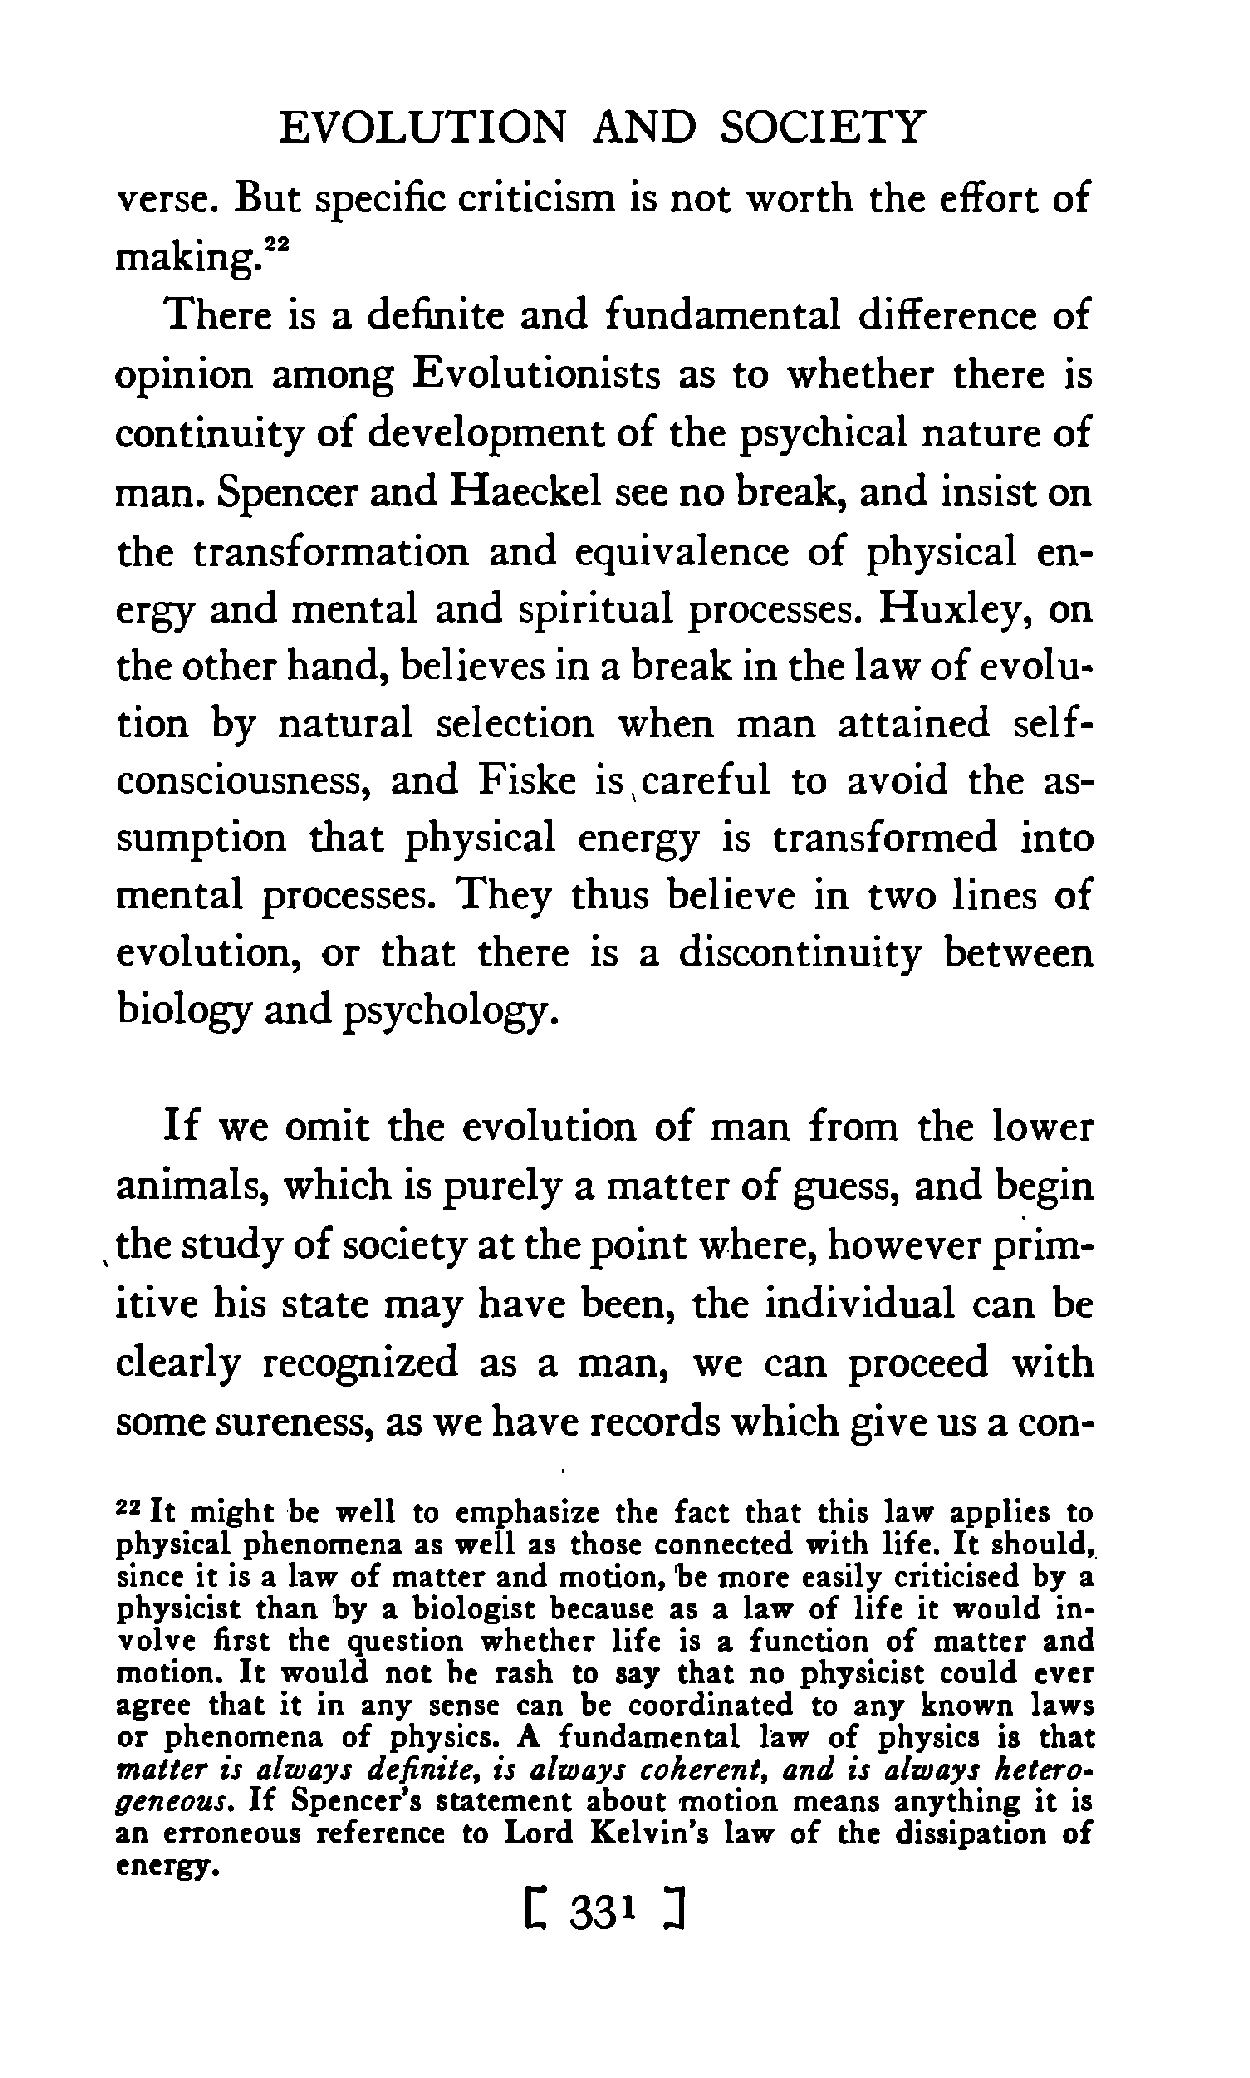 EVOLUTION AND SOCIETY
verse. But specific criticism is not worth the effort of
making.²²
There is a definite and fundamental difference of
opinion among Evolutionists as to whether there is
continuity of development of the psychical nature of
man. Spencer and Haeckel see no break, and insist on
the transformation and equivalence of physical en-
ergy and mental and spiritual processes. Huxley, on
the other hand, believes in a break in the law of evolu-
tion by natural selection when man attained self-
consciousness, and Fiske is careful to avoid the as-
sumption that physical energy is transformed into
mental processes. They thus believe in two lines of
evolution, or that there is a discontinuity between
biology and psychology.
If we omit the evolution of man from the lower
animals, which is purely a matter of guess, and begin
the study of society at the point where, however prim-
itive his state may have been, the individual can be
clearly recognized as a man, we can proceed with
some sureness, as we have records which give us a con-
²² It might be well to emphasize the fact that this law applies to
physical phenomena as well as those connected with life. It should,
since it is a law of matter and motion, be more easily criticised by a
physicist than by a biologist because as a law of life it would in-
volve first the question whether life is a function of matter and
motion. It would not be rash to say that no physicist could ever
agree that it in any sense can be coordinated to any known laws
or phenomena of physics. A fundamental law of physics is that
matter is always definite, is always coherent, and is always hetero-
geneous. If Spencer's statement about motion means anything it is
an erroneous reference to Lord Kelvin's law of the dissipation of
energy.
[ 331 ]